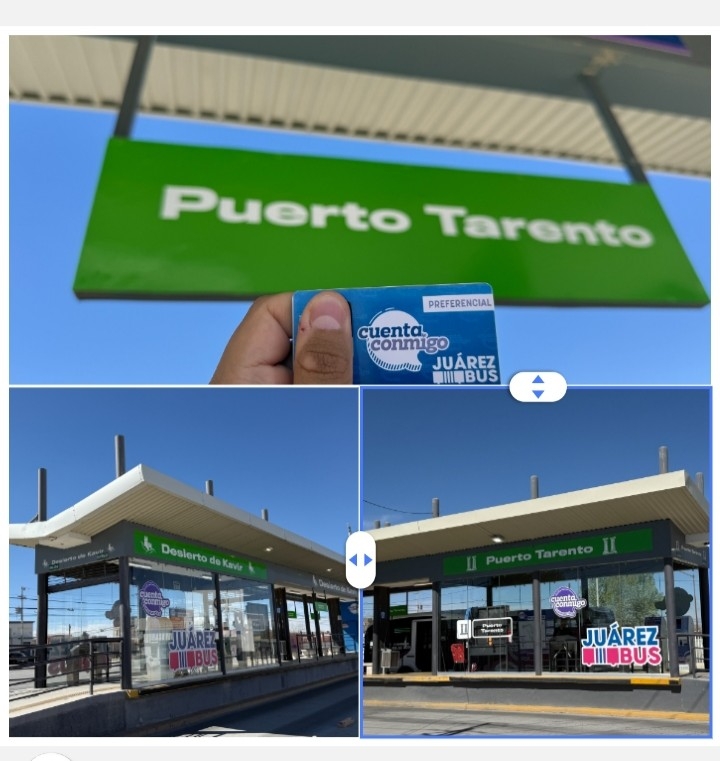 Puerto Tarento
PREFERENCIAL
cuenta
conmigo
JUÁREZ
BUS
Desierto de Kavir
Desierto de Kavir
cuenta
conmigo
JUÁREZ
BUS
Puerto Tarento
cuenta
conmigo
Puerto
Tarento
JUÁREZ
BUS